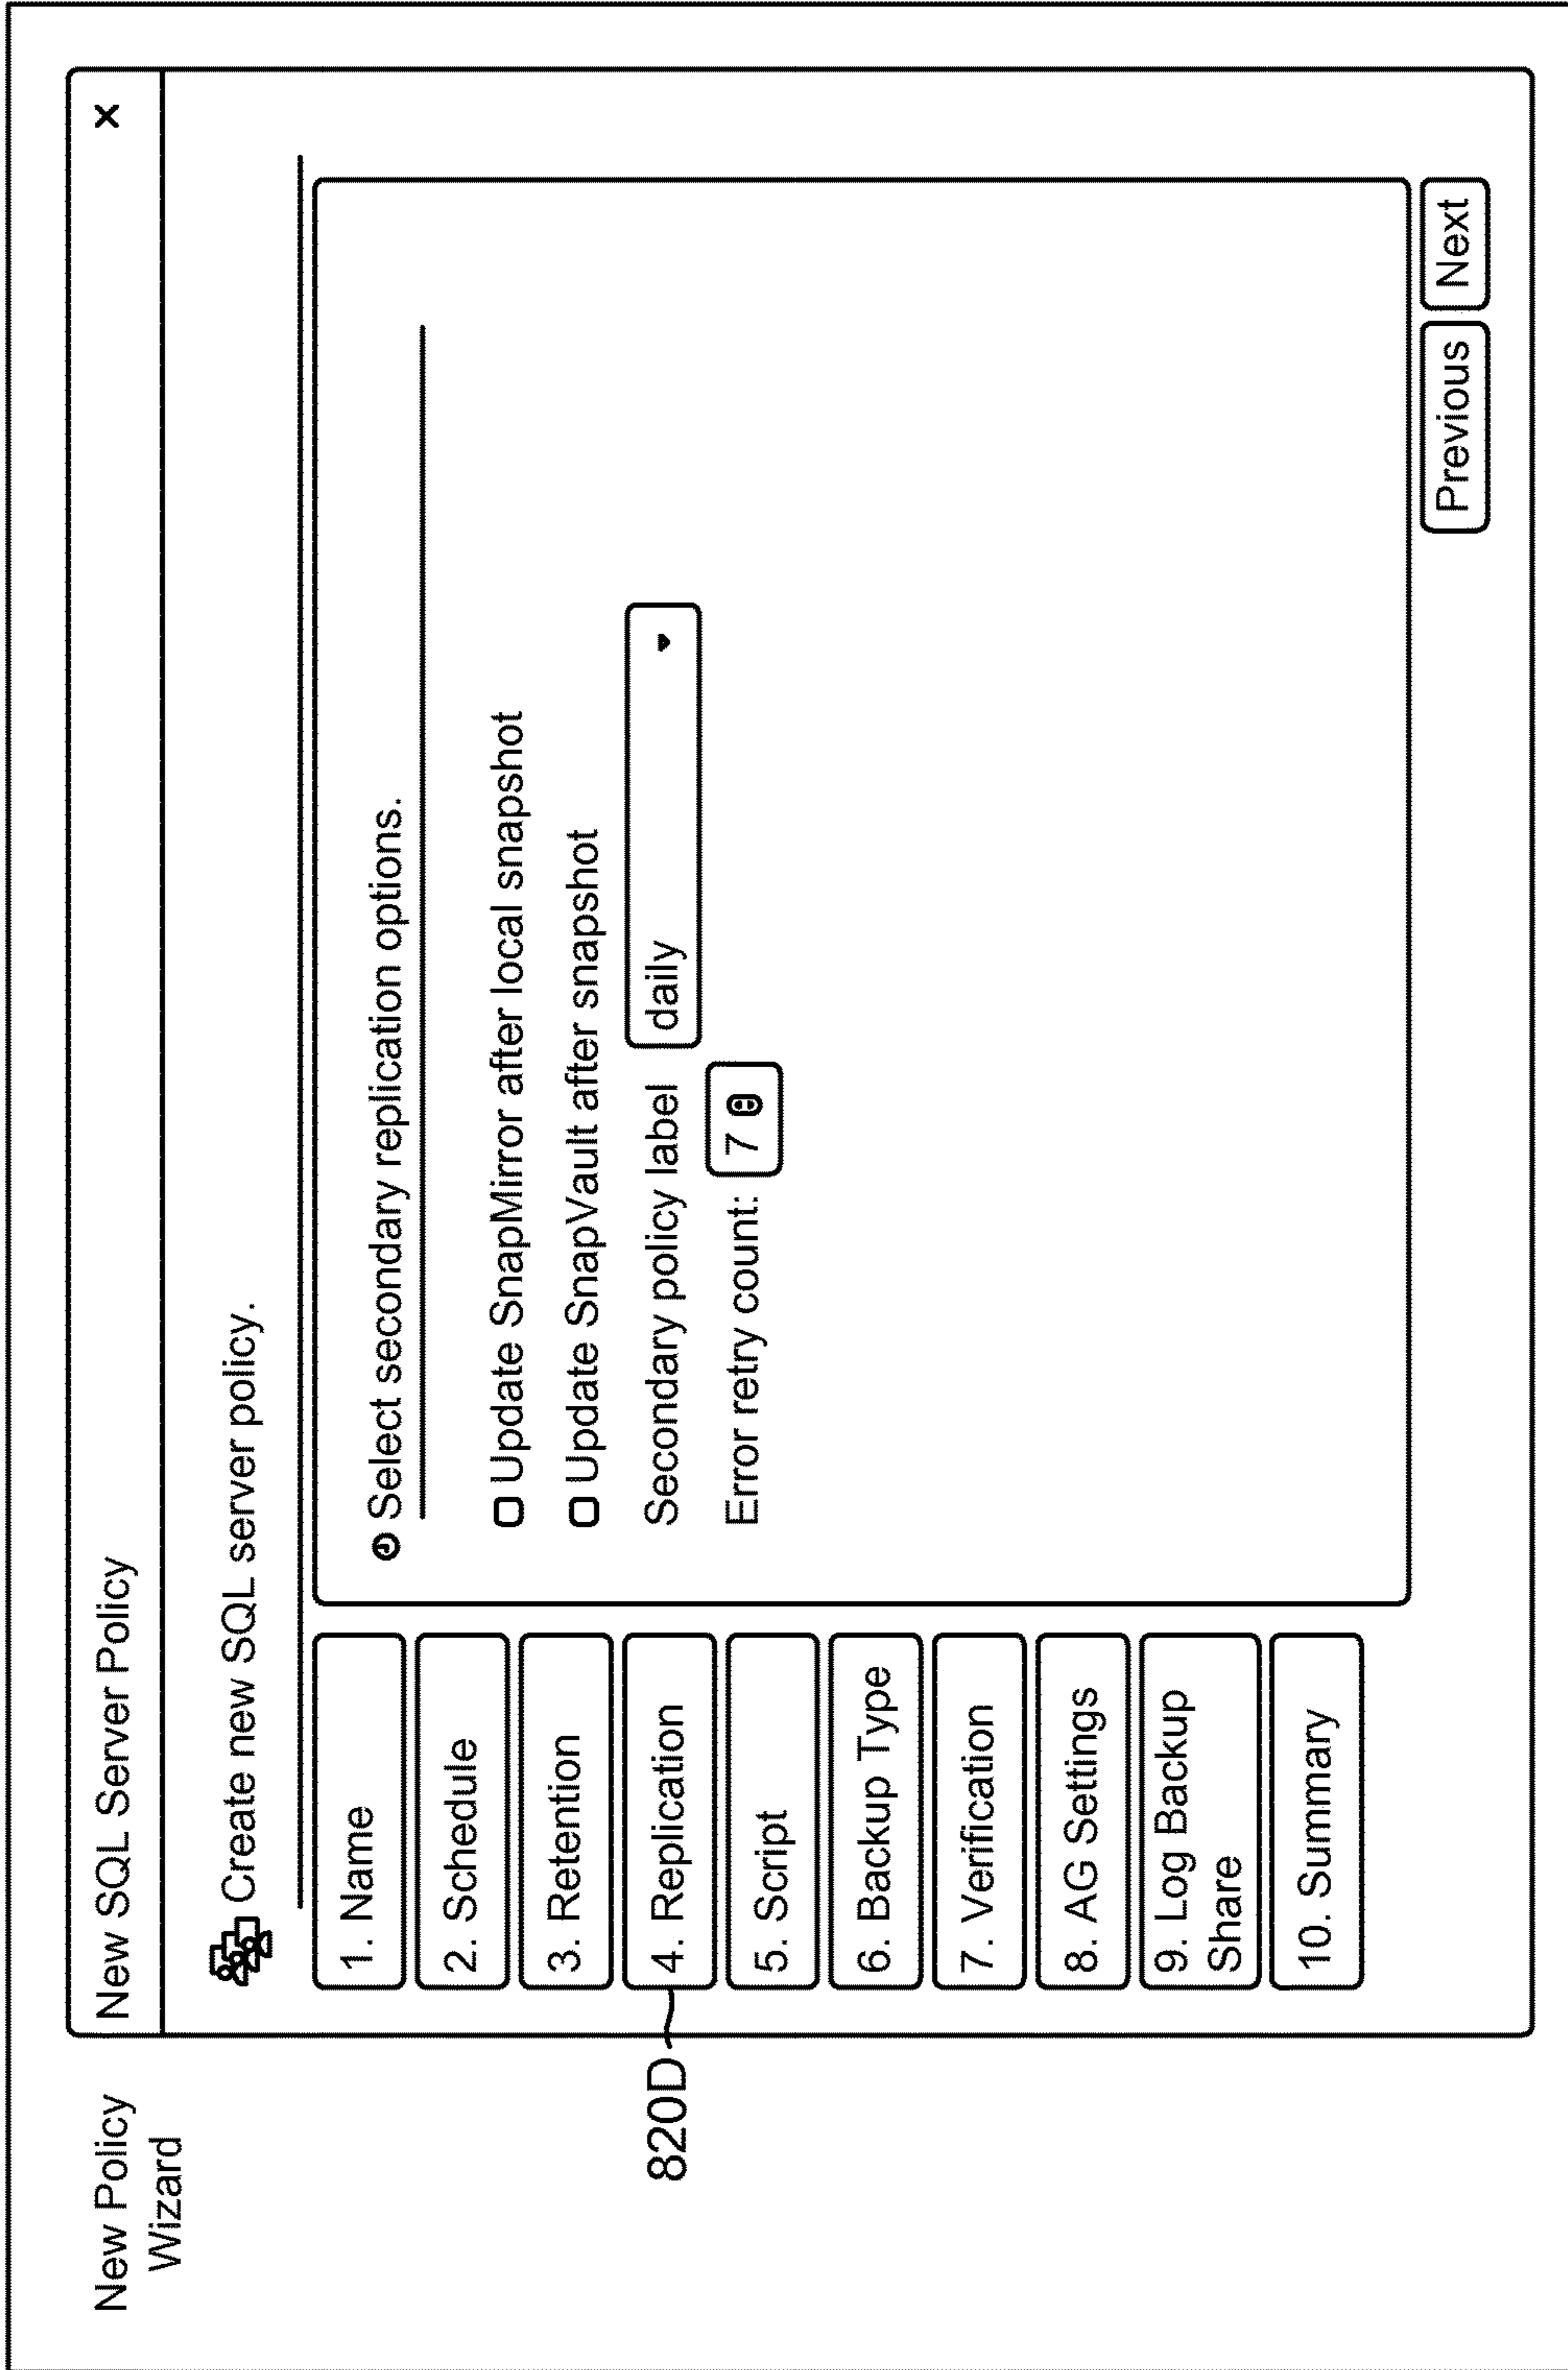 New Policy
Wizard
New SQL Server Policy
x
Create new SQL server policy.
1. Name
2. Schedule
3. Retention
4. Replication
5. Script
6. Backup Type
7. Verification
8. AG Settings
9. Log Backup
Share
10. Summary
820D
Select secondary replication options.
Update SnapMirror after local snapshot
Update SnapVault after snapshot
Secondary policy label daily
Error retry count: 7
Previous Next